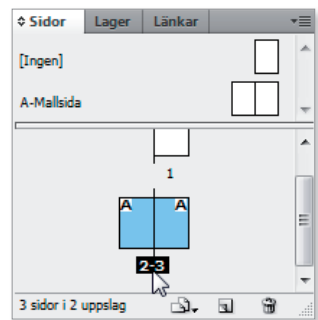 Sidor Lager Länkar
[Ingen]
A-Mallsida
1
A A
2-3
3 sidor i 2 uppslag